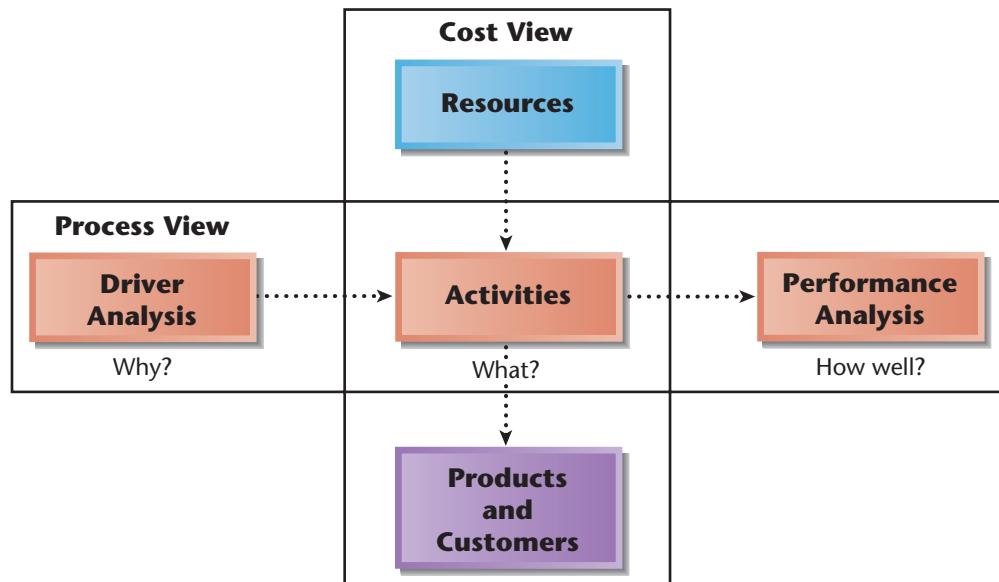 Cost View
Resources
Process View
Driver
Analysis
Why?
Activities
What?
Performance
Analysis
How well?
Products
and
Customers